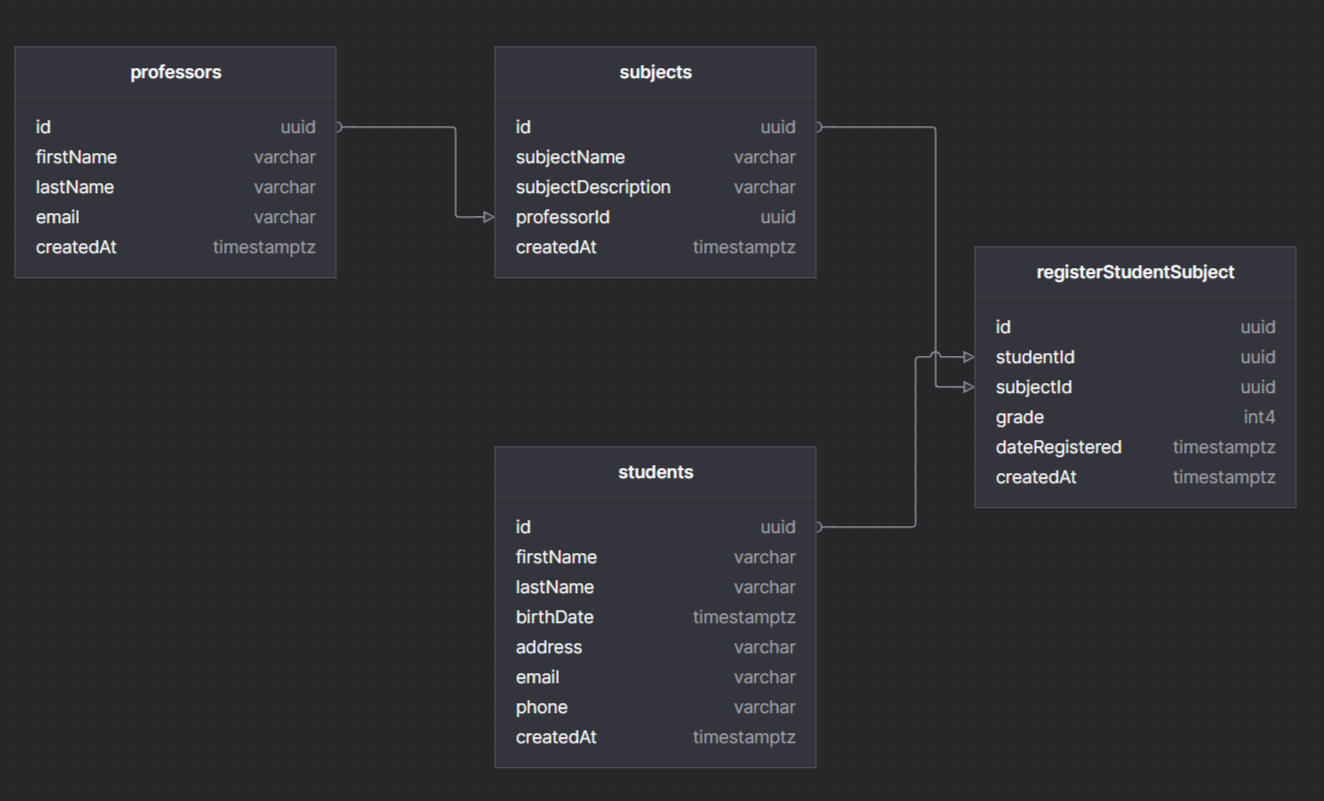 professors
id uuid
firstName varchar
lastName varchar
email varchar
createdAt timestamptz
subjects
id uuid
subjectName varchar
subjectDescription varchar
professorId uuid
createdAt timestamptz
registerStudentSubject
id uuid
studentId uuid
subjectId uuid
grade int4
dateRegistered timestamptz
createdAt timestamptz
students
id uuid
firstName varchar
lastName varchar
birthDate timestamptz
address varchar
email varchar
phone varchar
createdAt timestamptz